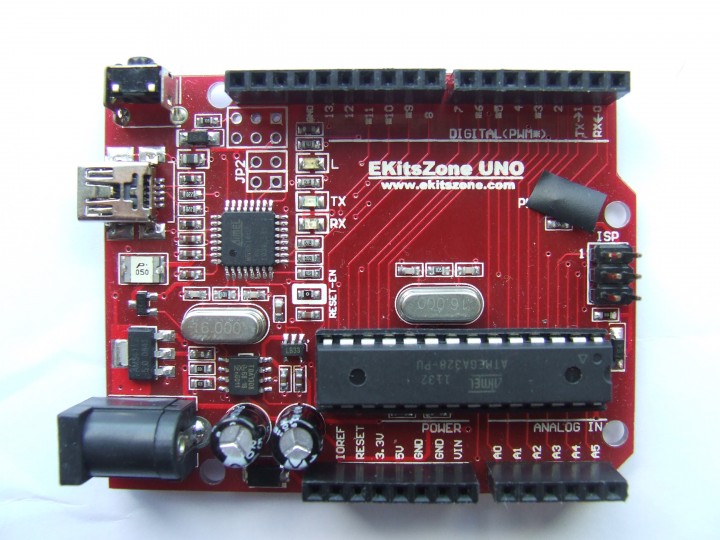 GND
13
12
≡11
≡10
≡9
8
7
≡6
≡5
4
≡3
2
TX→1
RX←0
DIGITAL(PWM≡)
JP2
L
EKitsZone UNO
www.ekitszone.com
TX
RX
ISP
1
050
RESET-EN
16.000
16.000
ATMEL
ATMEGA328-PU
1132
POWER
ANALOG IN
IOREF
RESET
3.3V
5V
GND
GND
VIN
A0
A1
A2
A3
A4
A5